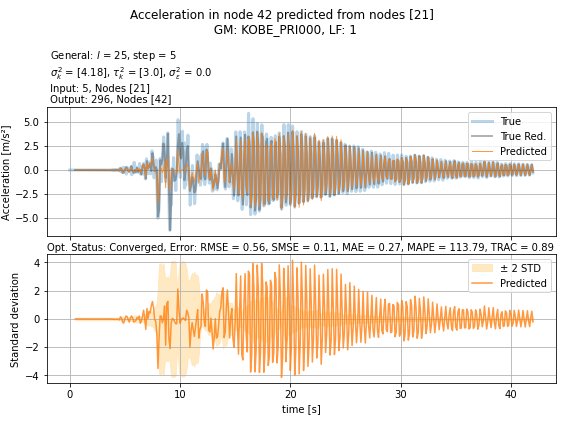 Acceleration in node 42 predicted from nodes [21]
GM: KOBE_PRI000, LF: 1
General: l = 25, step = 5
σ²ₖ = [4.18], τ²ₖ = [3.0], σ²ε = 0.0
Input: 5, Nodes [21]
Output: 296, Nodes [42]
Acceleration [m/s²]
5.0
2.5
0.0
−2.5
−5.0
True
True Red.
Predicted
Opt. Status: Converged, Error: RMSE = 0.56, SMSE = 0.11, MAE = 0.27, MAPE = 113.79, TRAC = 0.89
Standard deviation
4
2
0
−2
−4
± 2 STD
Predicted
0
10
20
30
40
time [s]